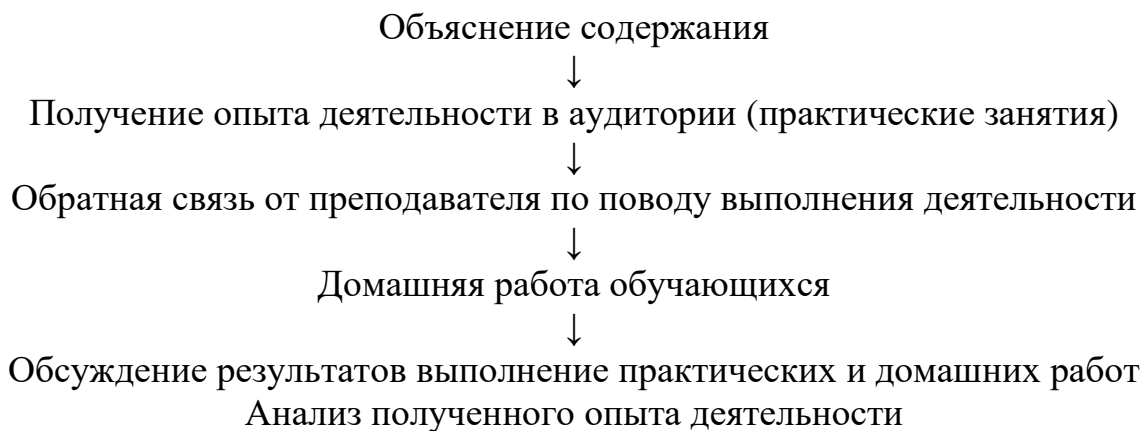 Объяснение содержания
↓
Получение опыта деятельности в аудитории (практические занятия)
↓
Обратная связь от преподавателя по поводу выполнения деятельности
↓
Домашняя работа обучающихся
↓
Обсуждение результатов выполнение практических и домашних работ
Анализ полученного опыта деятельности